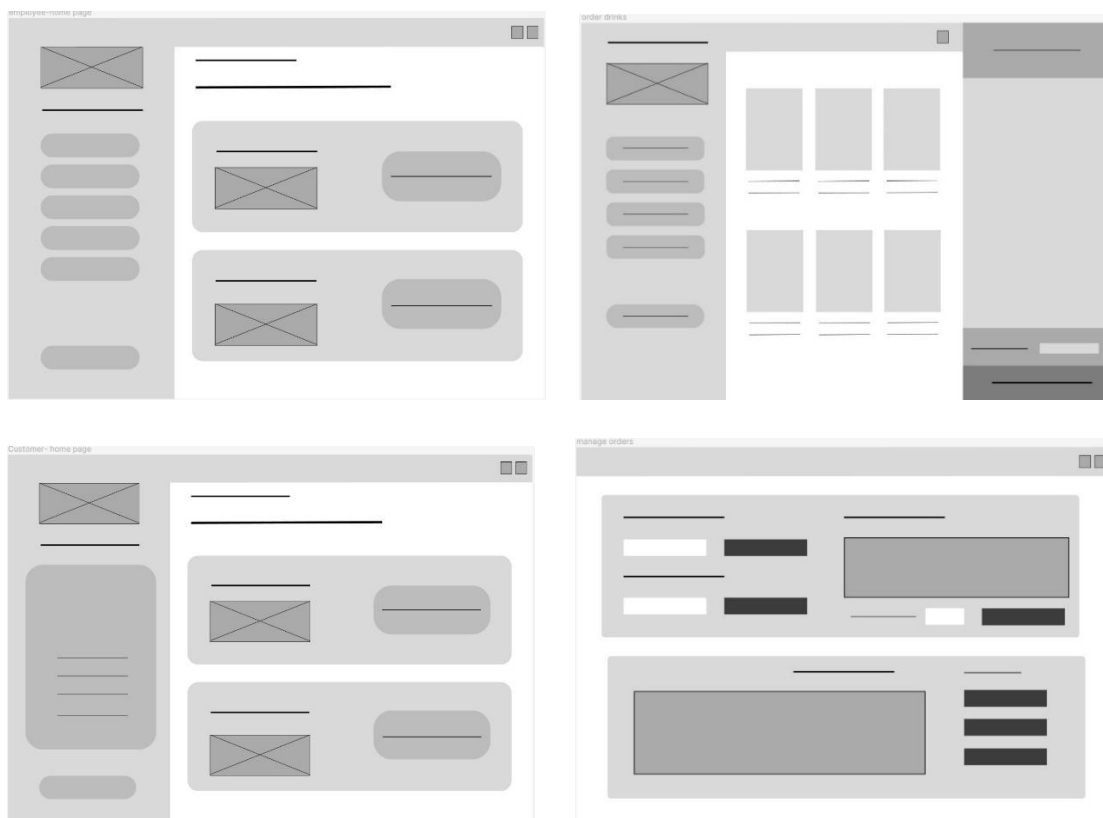 employee-home page
order drinks
Customer- home page
manage orders